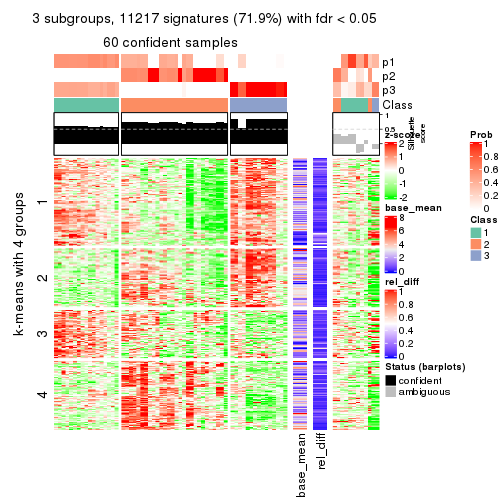 3 subgroups, 11217 signatures (71.9%) with fdr < 0.05
60 confident samples
p1
p2
p3
Class
1
0.5
0
Silhouette
score
k-means with 4 groups
1
2
3
4
base_mean
rel_diff
z-score
2
1
0
-1
-2
base_mean
8
6
4
2
0
rel_diff
1
0.8
0.6
0.4
0.2
0
Status (barplots)
confident
ambiguous
Prob
1
0.8
0.6
0.4
0.2
0
Class
1
2
3